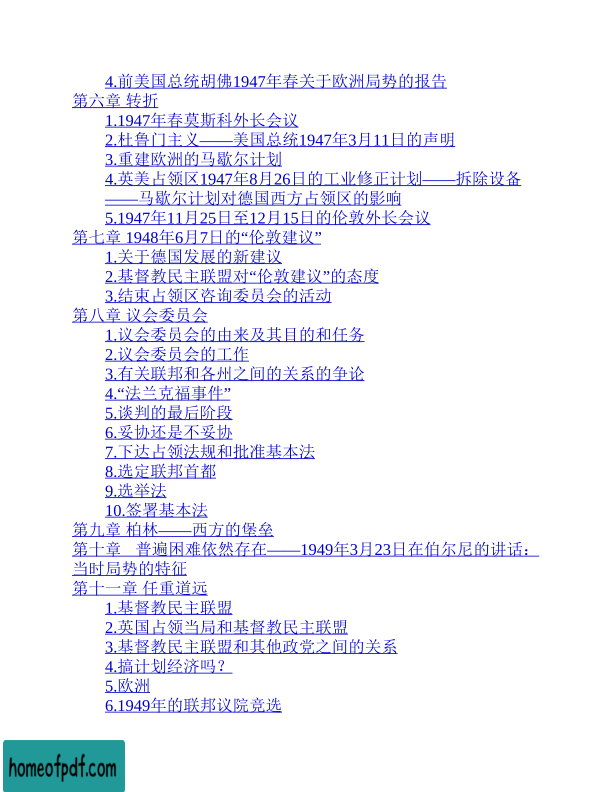 4.前美国总统胡佛1947年春关于欧洲局势的报告
第六章 转折
1.1947年春莫斯科外长会议
2.杜鲁门主义——美国总统1947年3月11日的声明
3.重建欧洲的马歇尔计划
4.英美占领区1947年8月26日的工业修正计划——拆除设备
——马歇尔计划对德国西方占领区的影响
5.1947年11月25日至12月15日的伦敦外长会议
第七章 1948年6月7日的“伦敦建议”
1.关于德国发展的新建议
2.基督教民主联盟对“伦敦建议”的态度
3.结束占领区咨询委员会的活动
第八章 议会委员会
1.议会委员会的由来及其目的和任务
2.议会委员会的工作
3.有关联邦和各州之间的关系的争论
4.“法兰克福事件”
5.谈判的最后阶段
6.妥协还是不妥协
7.下达占领法规和批准基本法
8.选定联邦首都
9.选举法
10.签署基本法
第九章 柏林——西方的堡垒
第十章　普遍困难依然存在——1949年3月23日在伯尔尼的讲话：
当时局势的特征
第十一章 任重道远
1.基督教民主联盟
2.英国占领当局和基督教民主联盟
3.基督教民主联盟和其他政党之间的关系
4.搞计划经济吗？
5.欧洲
6.1949年的联邦议院竞选
homeofpdf.com